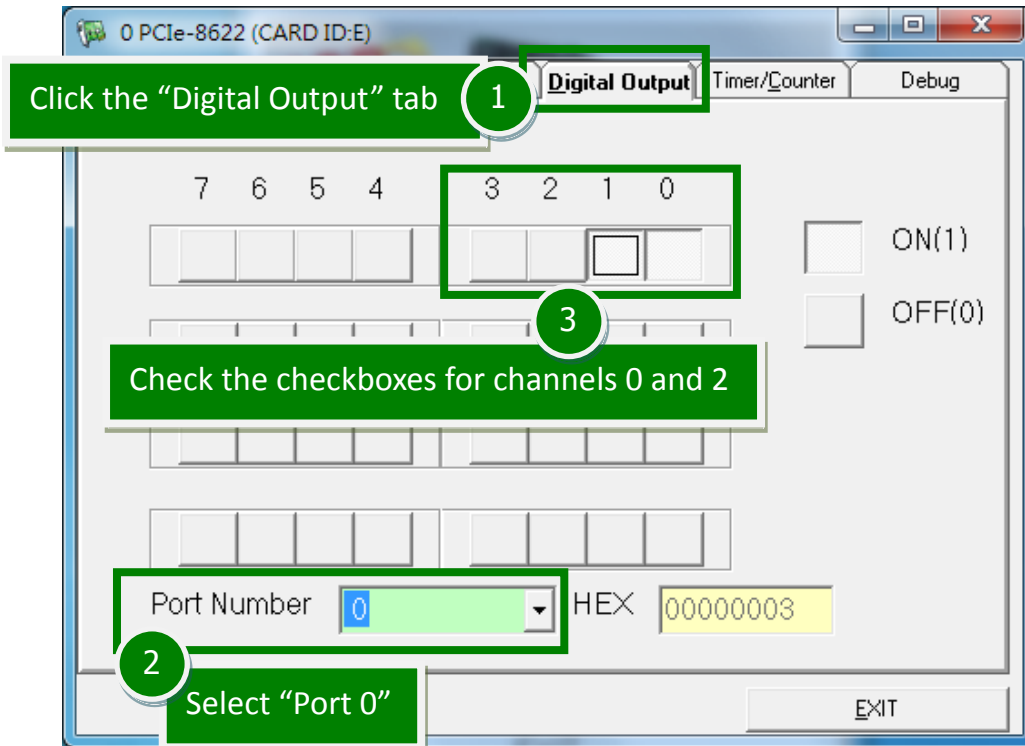 0 PCIe-8622 (CARD ID:E)
Click the “Digital Output” tab
1
Digital Output
Timer/Counter
Debug
7 6 5 4 3 2 1 0
ON(1)
OFF(0)
3
Check the checkboxes for channels 0 and 2
Port Number 0 HEX 00000003
2
Select “Port 0”
EXIT